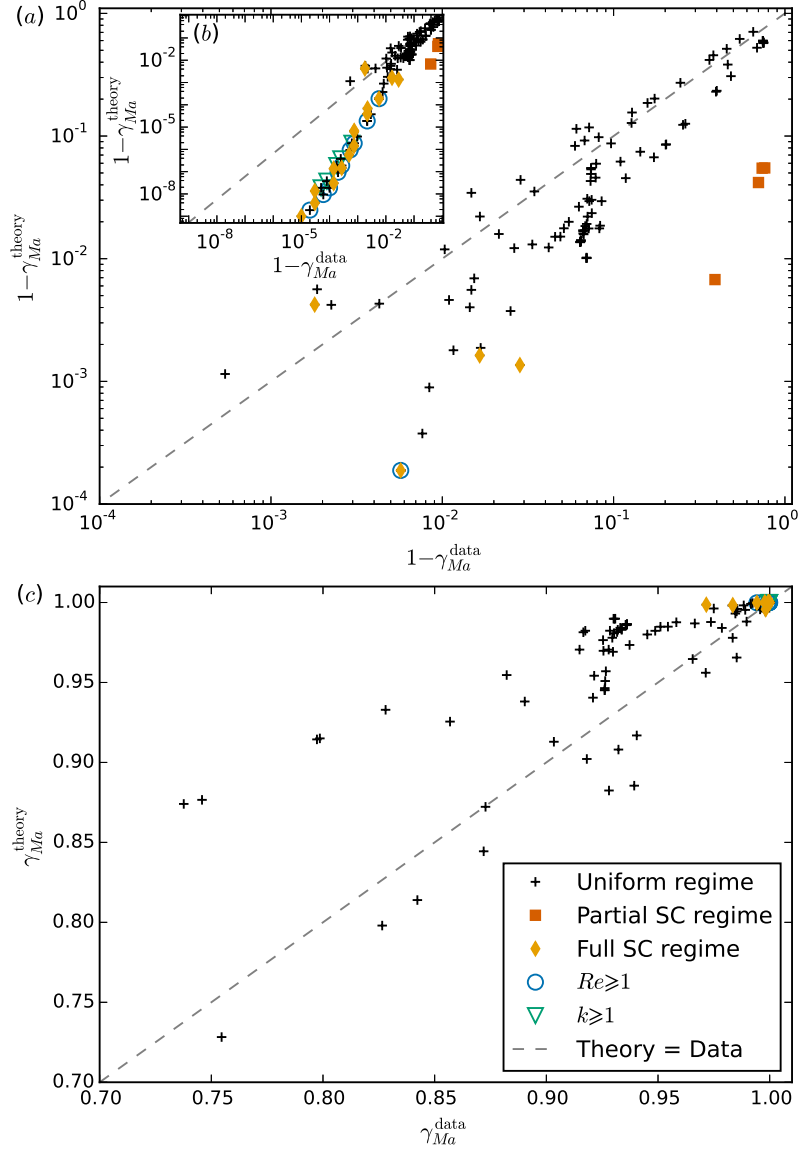 (a)
10⁰
10⁻¹
10⁻²
10⁻³
10⁻⁴
1−γ_Ma^theory
(b)
10⁻²
10⁻⁵
10⁻⁸
1−γ_Ma^theory
10⁻⁸ 10⁻⁵ 10⁻²
1−γ_Ma^data
10⁻⁴ 10⁻³ 10⁻² 10⁻¹ 10⁰
1−γ_Ma^data
(c)
1.00
0.95
0.90
0.85
0.80
0.75
0.70
γ_Ma^theory
Uniform regime
Partial SC regime
Full SC regime
Re⩾1
k⩾1
Theory = Data
0.70 0.75 0.80 0.85 0.90 0.95 1.00
γ_Ma^data